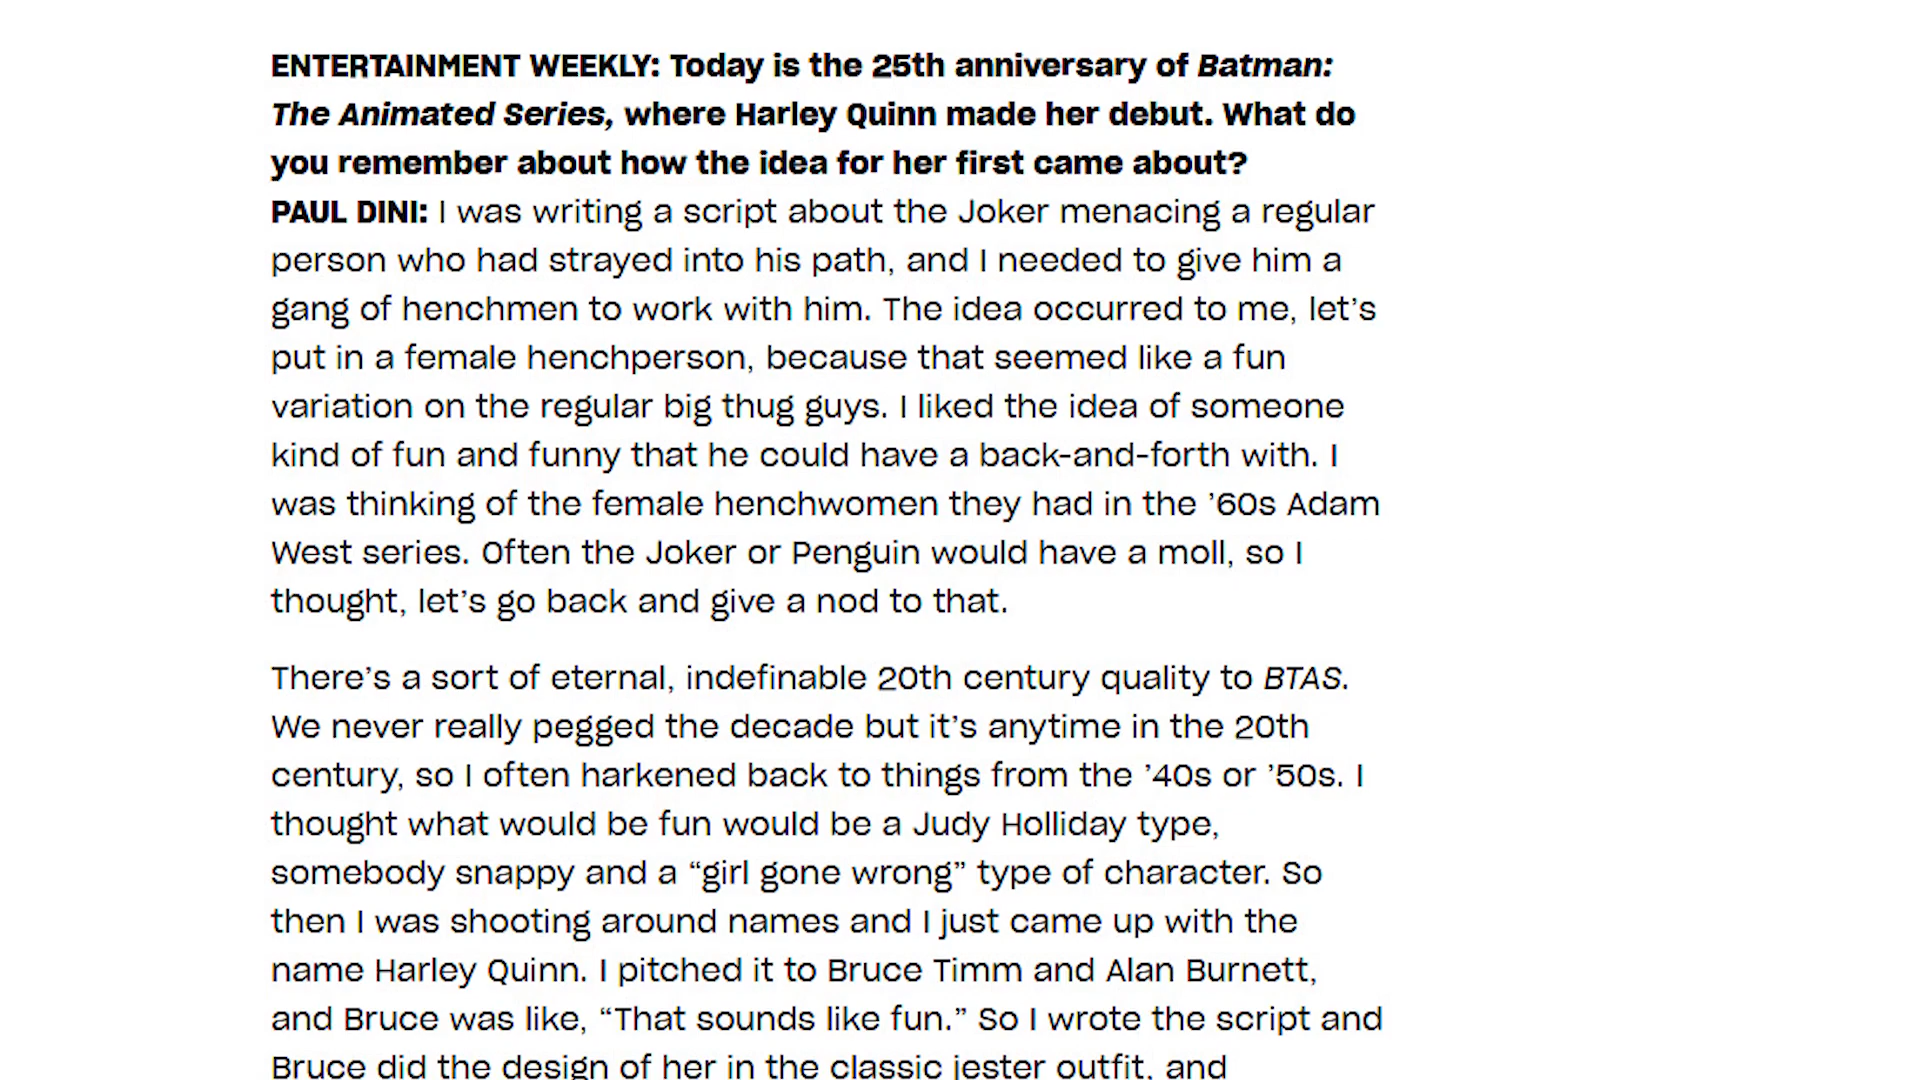 ENTERTAINMENT WEEKLY: Today is the 25th anniversary of Batman:
The Animated Series, where Harley Quinn made her debut. What do
you remember about how the idea for her first came about?
PAUL DINI: I was writing a script about the Joker menacing a regular
person who had strayed into his path, and I needed to give him a
gang of henchmen to work with him. The idea occurred to me, let’s
put in a female henchperson, because that seemed like a fun
variation on the regular big thug guys. I liked the idea of someone
kind of fun and funny that he could have a back-and-forth with. I
was thinking of the female henchwomen they had in the ’60s Adam
West series. Often the Joker or Penguin would have a moll, so I
thought, let’s go back and give a nod to that.
There’s a sort of eternal, indefinable 20th century quality to BTAS.
We never really pegged the decade but it’s anytime in the 20th
century, so I often harkened back to things from the ’40s or ’50s. I
thought what would be fun would be a Judy Holliday type,
somebody snappy and a “girl gone wrong” type of character. So
then I was shooting around names and I just came up with the
name Harley Quinn. I pitched it to Bruce Timm and Alan Burnett,
and Bruce was like, “That sounds like fun.” So I wrote the script and
Bruce did the design of her in the classic jester outfit, and